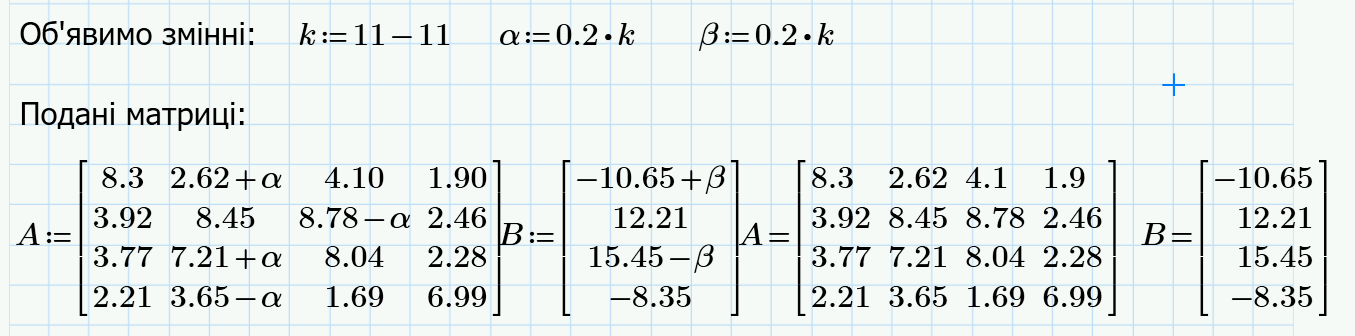 Об'явимо змінні: k:=11−11 α:=0.2•k β:=0.2•k
Подані матриці:
A:=[8.3 2.62+α 4.10 1.90
3.92 8.45 8.78−α 2.46
3.77 7.21+α 8.04 2.28
2.21 3.65−α 1.69 6.99]
B:=[−10.65+β
12.21
15.45−β
−8.35]
A=[8.3 2.62 4.1 1.9
3.92 8.45 8.78 2.46
3.77 7.21 8.04 2.28
2.21 3.65 1.69 6.99]
B=[−10.65
12.21
15.45
−8.35]